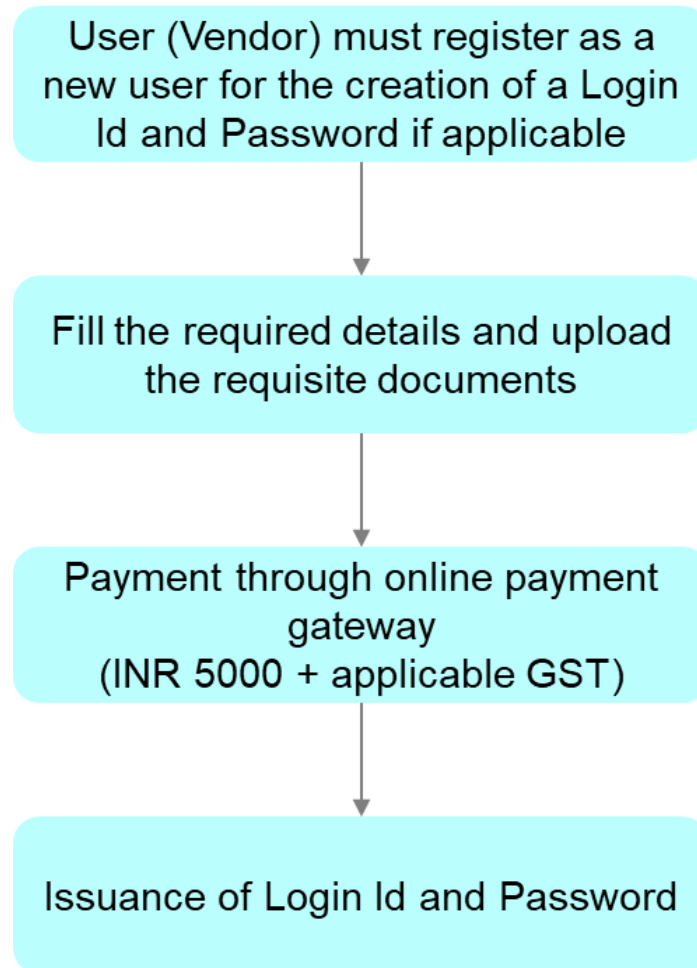 User (Vendor) must register as a
new user for the creation of a Login
Id and Password if applicable
Fill the required details and upload
the requisite documents
Payment through online payment
gateway
(INR 5000 + applicable GST)
Issuance of Login Id and Password